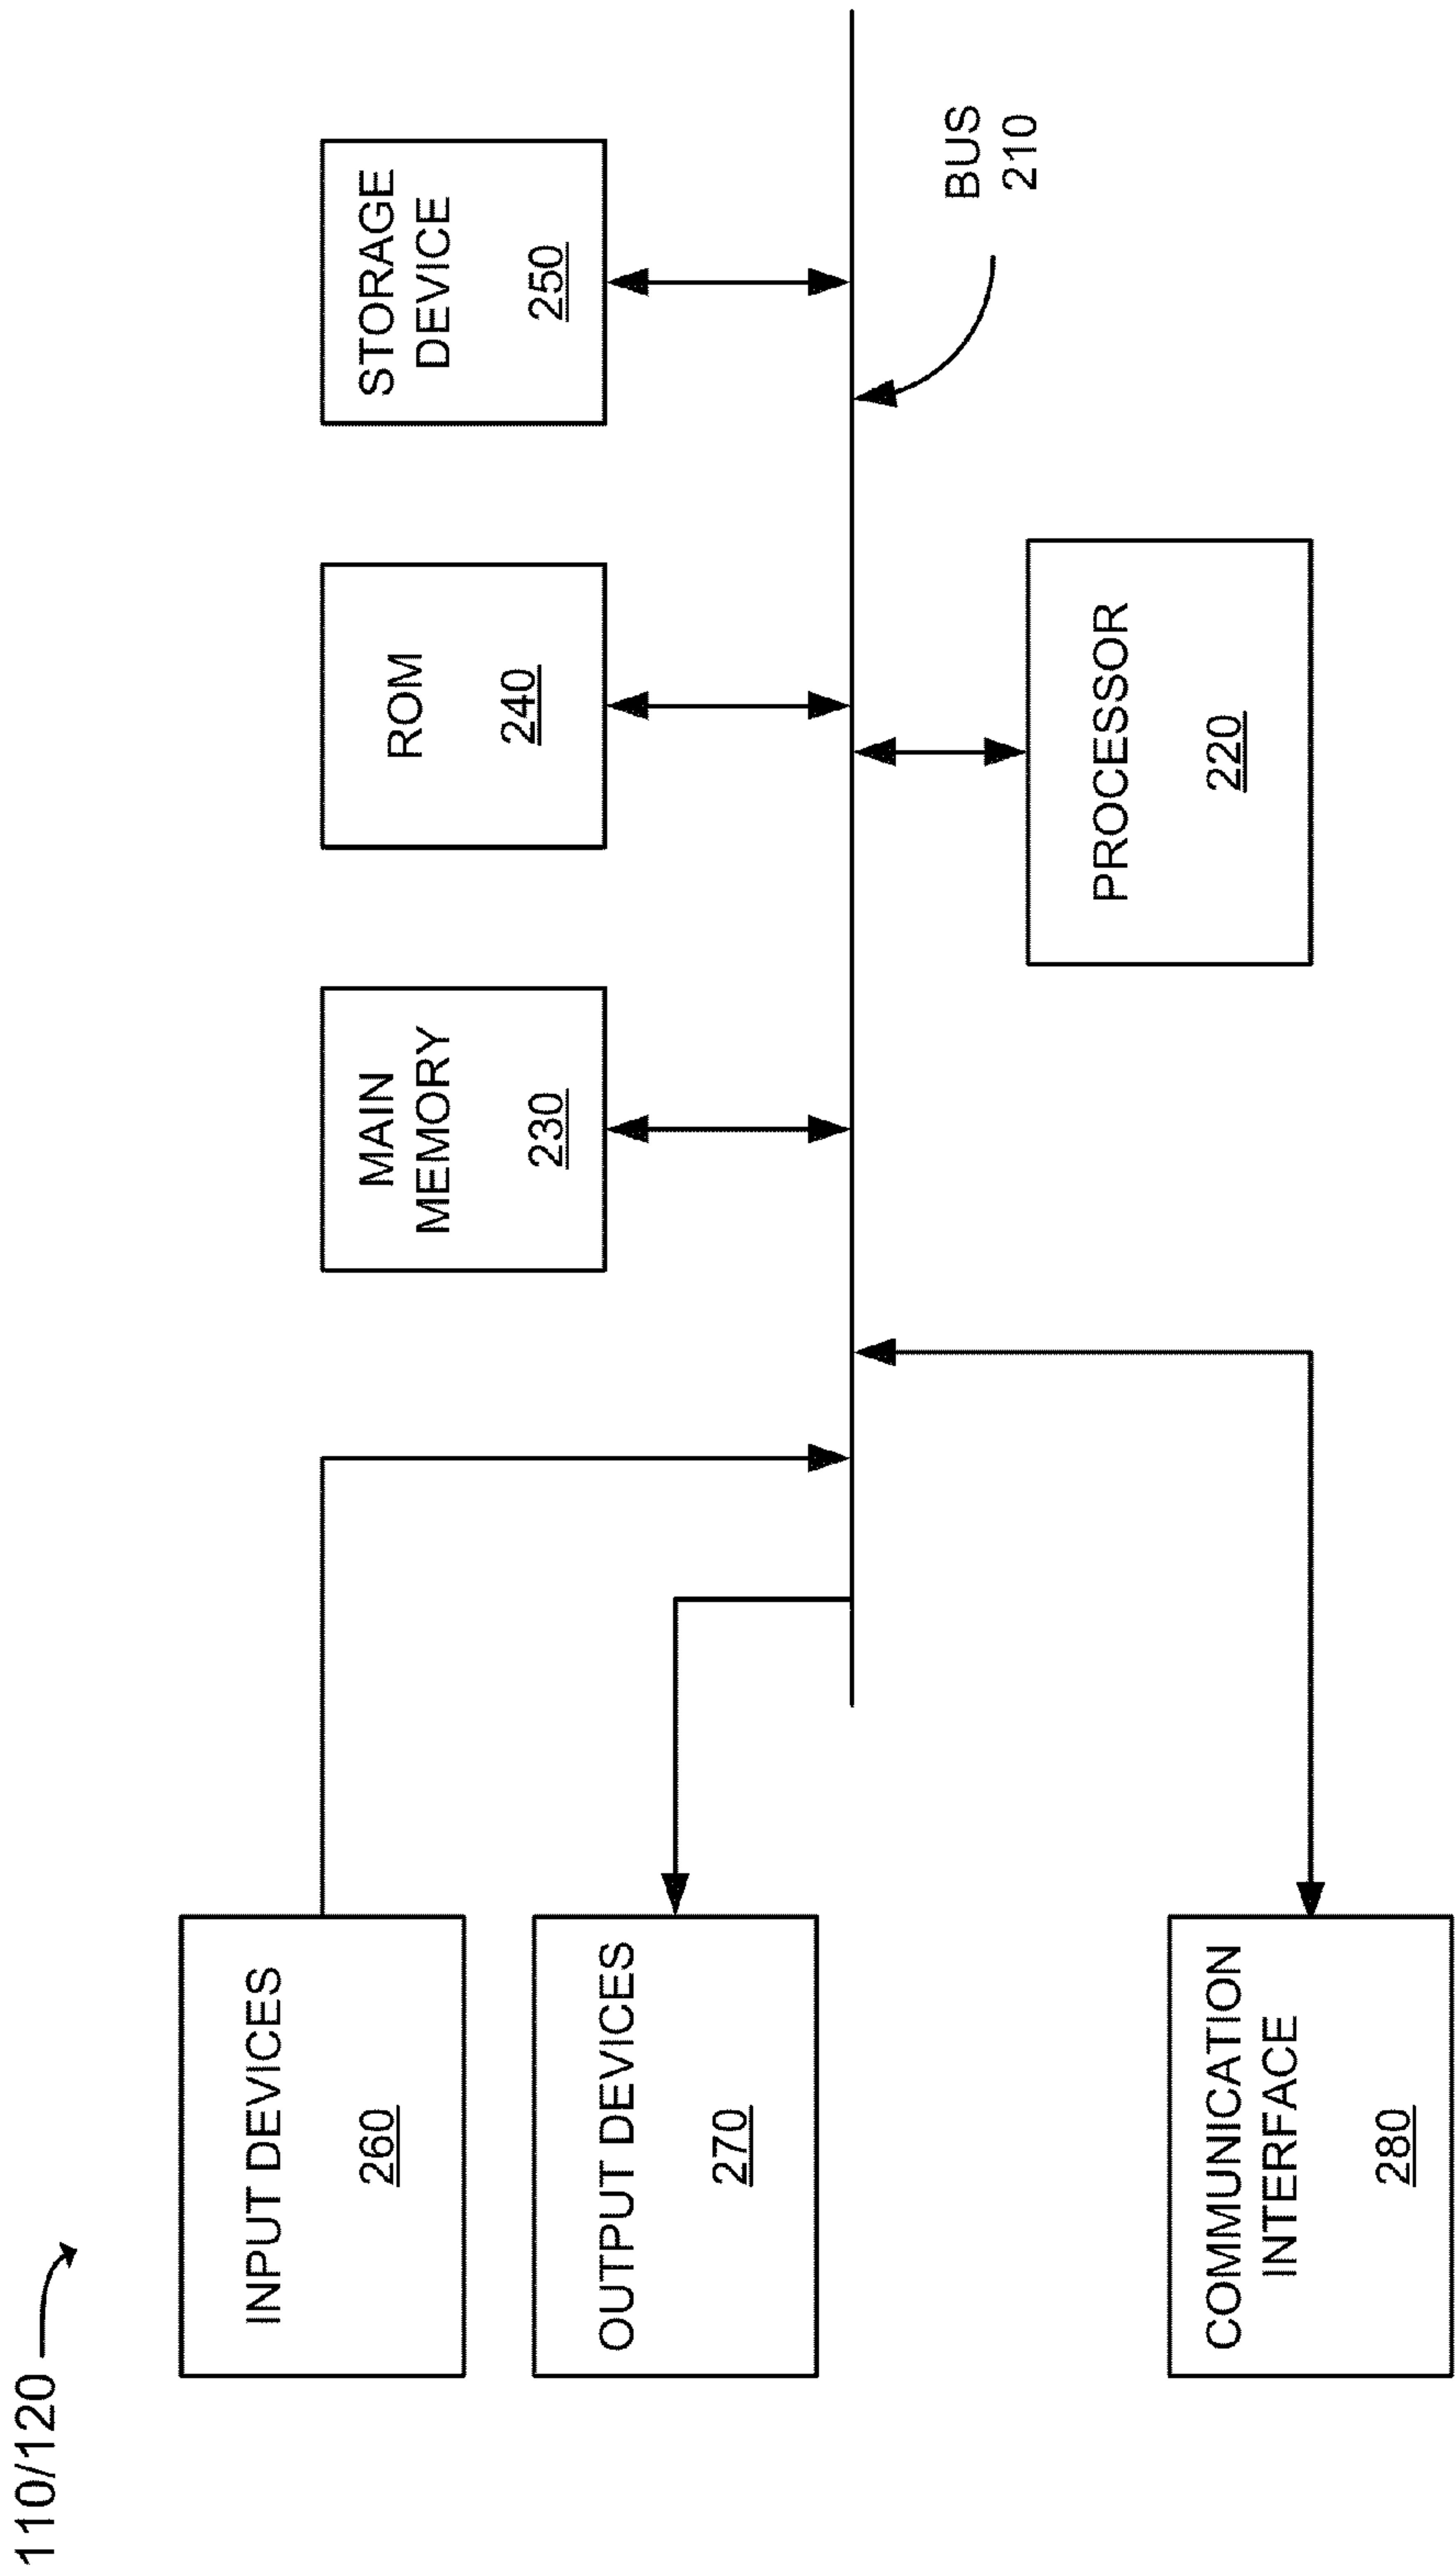 110/120
INPUT DEVICES
260
OUTPUT DEVICES
270
COMMUNICATION
INTERFACE
280
MAIN
MEMORY
230
ROM
240
STORAGE
DEVICE
250
PROCESSOR
220
BUS
210